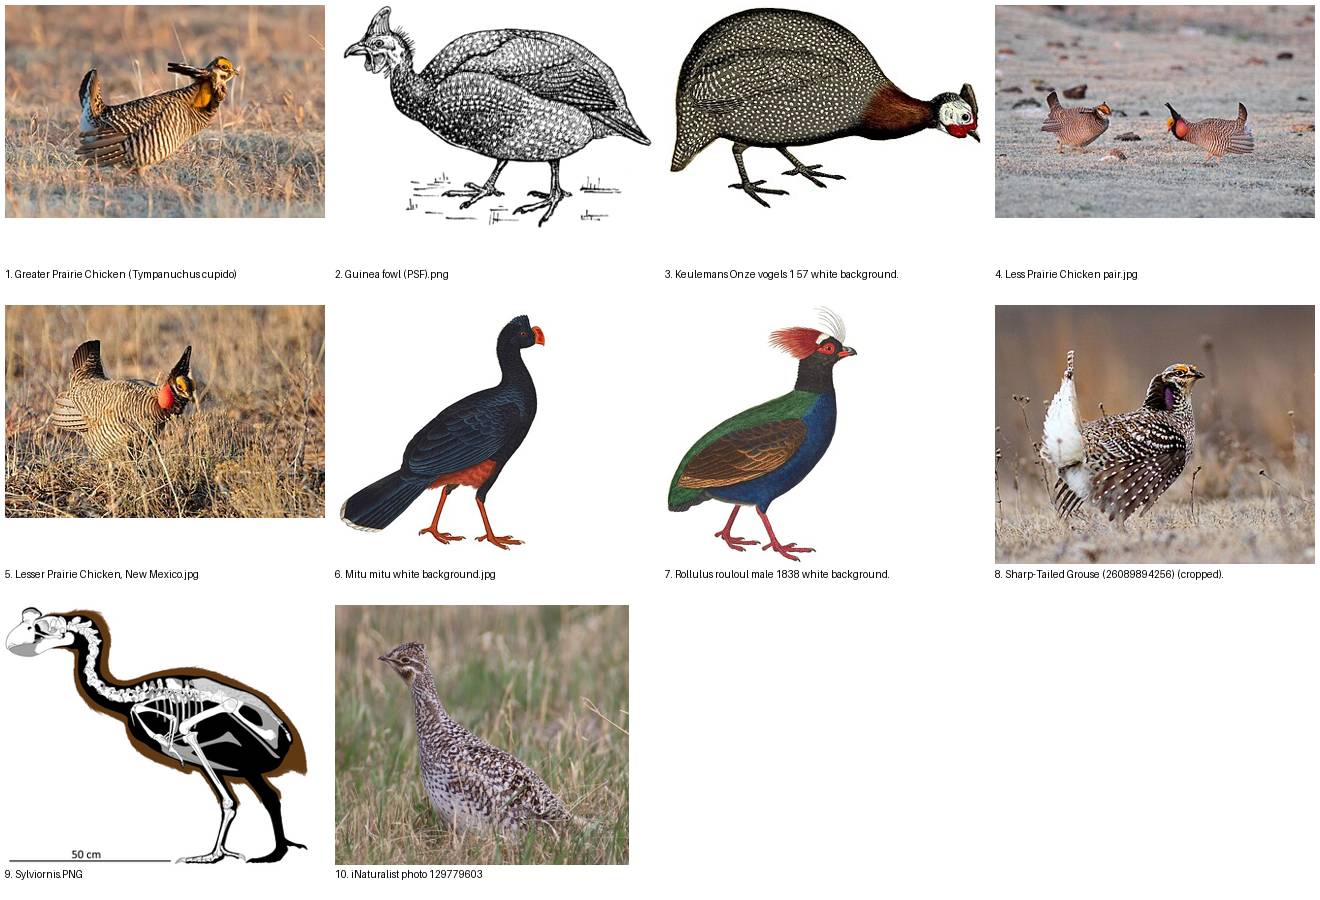 1. Greater Prairie Chicken (Tympanuchus cupido)
2. Guinea fowl (PSF).png
3. Keulemans Onze vogels 1 57 white background.
4. Less Prairie Chicken pair.jpg
5. Lesser Prairie Chicken, New Mexico.jpg
6. Mitu mitu white background.jpg
7. Rollulus rouloul male 1838 white background.
8. Sharp-Tailed Grouse (26089894256) (cropped).
50 cm
9. Sylviornis.PNG
10. iNaturalist photo 129779603